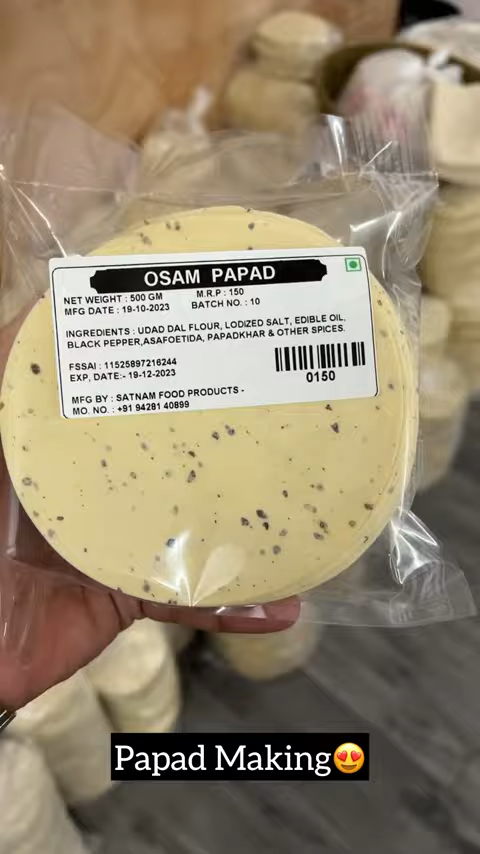 OSAM PAPAD
NET WEIGHT : 500 GM M.R.P : 150
MFG DATE : 19-10-2023 BATCH NO. : 10
INGREDIENTS : UDAD DAL FLOUR, LODIZED SALT, EDIBLE OIL,
BLACK PEPPER,ASAFOETIDA, PAPADKHAR & OTHER SPICES.
FSSAI : 11525897216244
EXP, DATE:- 19-12-2023
0150
MFG BY : SATNAM FOOD PRODUCTS -
MO. NO. : +91 94281 40899
Papad Making😍